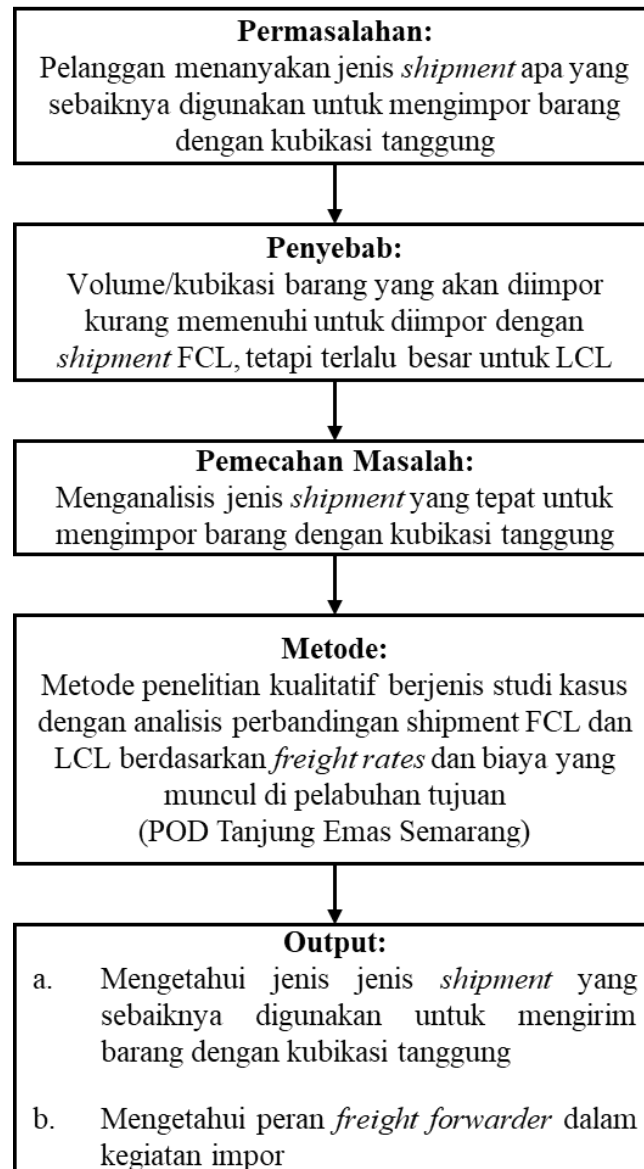 Permasalahan:
Pelanggan menanyakan jenis shipment apa yang
sebaiknya digunakan untuk mengimpor barang
dengan kubikasi tanggung
Penyebab:
Volume/kubikasi barang yang akan diimpor
kurang memenuhi untuk diimpor dengan
shipment FCL, tetapi terlalu besar untuk LCL
Pemecahan Masalah:
Menganalisis jenis shipment yang tepat untuk
mengimpor barang dengan kubikasi tanggung
Metode:
Metode penelitian kualitatif berjenis studi kasus
dengan analisis perbandingan shipment FCL dan
LCL berdasarkan freight rates dan biaya yang
muncul di pelabuhan tujuan
(POD Tanjung Emas Semarang)
Output:
a. Mengetahui jenis jenis shipment yang
sebaiknya digunakan untuk mengirim
barang dengan kubikasi tanggung
b. Mengetahui peran freight forwarder dalam
kegiatan impor